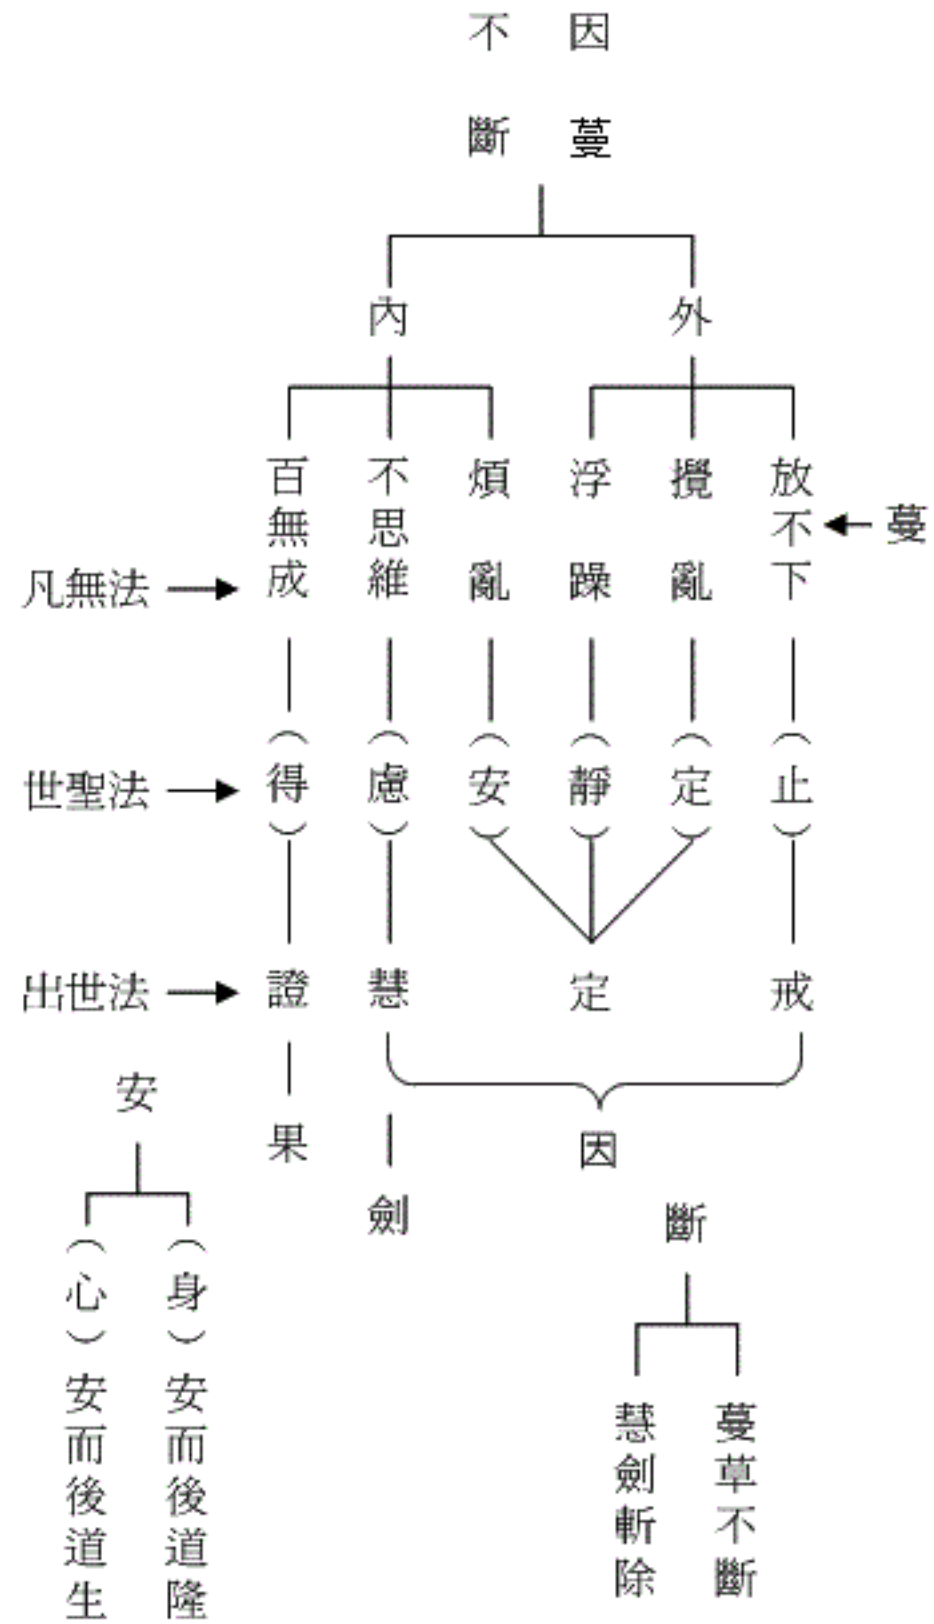 因蔓
不斷
外
內
放不下
攪亂
浮躁
煩亂
不思維
百無成
蔓
凡無法
（止）
（定）
（靜）
（安）
（慮）
（得）
世聖法
戒
定
慧
證
出世法
因
劍
果
斷
蔓草不斷
慧劍斬除
安
（身）安而後道隆
（心）安而後道生